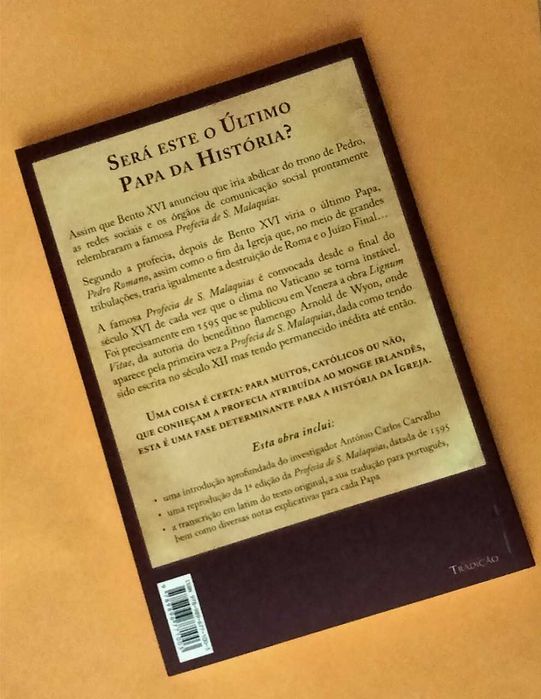 Será este o Último
Papa da História?
Assim que Bento XVI anunciou que iria abdicar do trono de Pedro,
as redes sociais e os órgãos de comunicação social prontamente
relembraram a famosa Profecia de S. Malaquias.
Segundo a profecia, depois de Bento XVI viria o último Papa,
Pedro Romano, assim como o fim da Igreja que, no meio de grandes
tribulações, traria igualmente a destruição de Roma e o Juízo Final...
A famosa Profecia de S. Malaquias é convocada desde o final do
século XVI de cada vez que o clima no Vaticano se torna instável.
Foi precisamente em 1595 que se publicou em Veneza a obra Lignum
Vitae, da autoria do beneditino flamengo Arnold de Wyon, onde
aparece pela primeira vez a Profecia de S. Malaquias, dada como tendo
sido escrita no século XII mas tendo permanecido inédita até então.
Uma coisa é certa: para muitos, católicos ou não,
que conheçam a profecia atribuída ao monge irlandês,
esta é uma fase determinante para a história da Igreja.
Esta obra inclui:
• uma introdução aprofundada do investigador António Carlos Carvalho
• uma reprodução da 1ª edição da Profecia de S. Malaquias, datada de 1595
• a transcrição em latim do texto original, a sua tradução para português,
bem como diversas notas explicativas para cada Papa
Tradição
ISBN